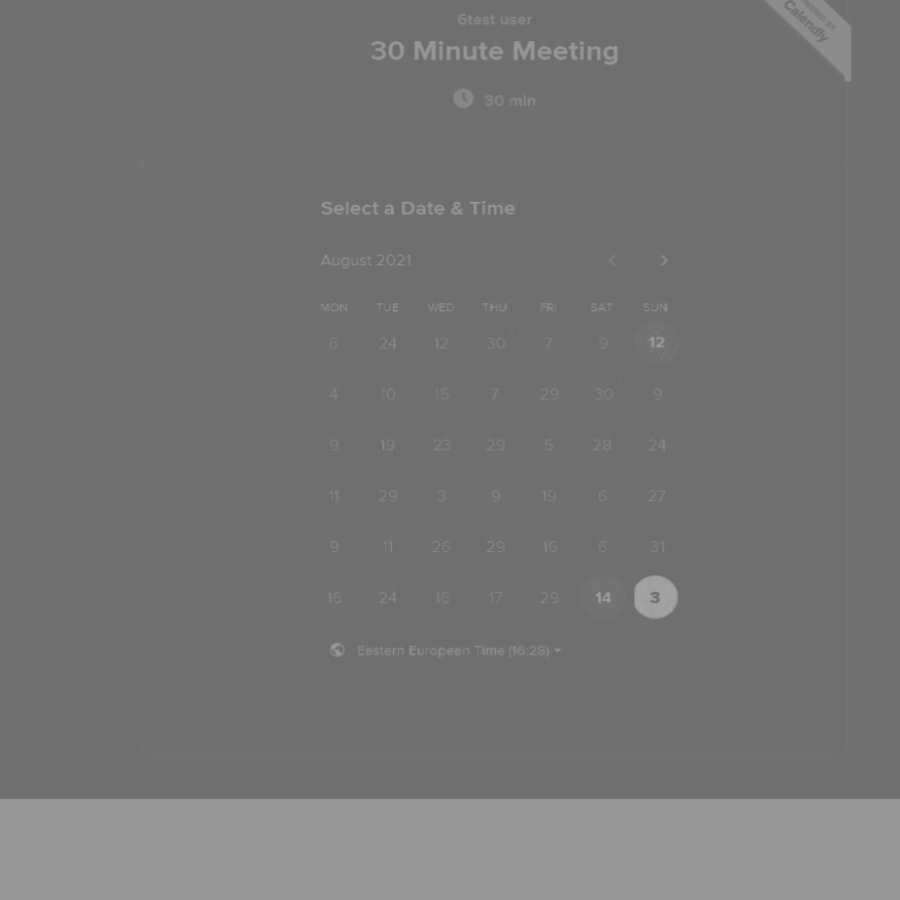 6test user
30 Minute Meeting
30 min
POWERED BY
Calendly
Select a Date & Time
August 2021
MON TUE WED THU FRI SAT SUN
6 24 12 30 7 9 12
4 10 15 7 29 30 9
9 19 23 29 5 28 24
11 29 3 9 19 6 27
9 11 26 29 16 6 31
16 24 16 17 29 14 3
Eastern European Time (16:28)